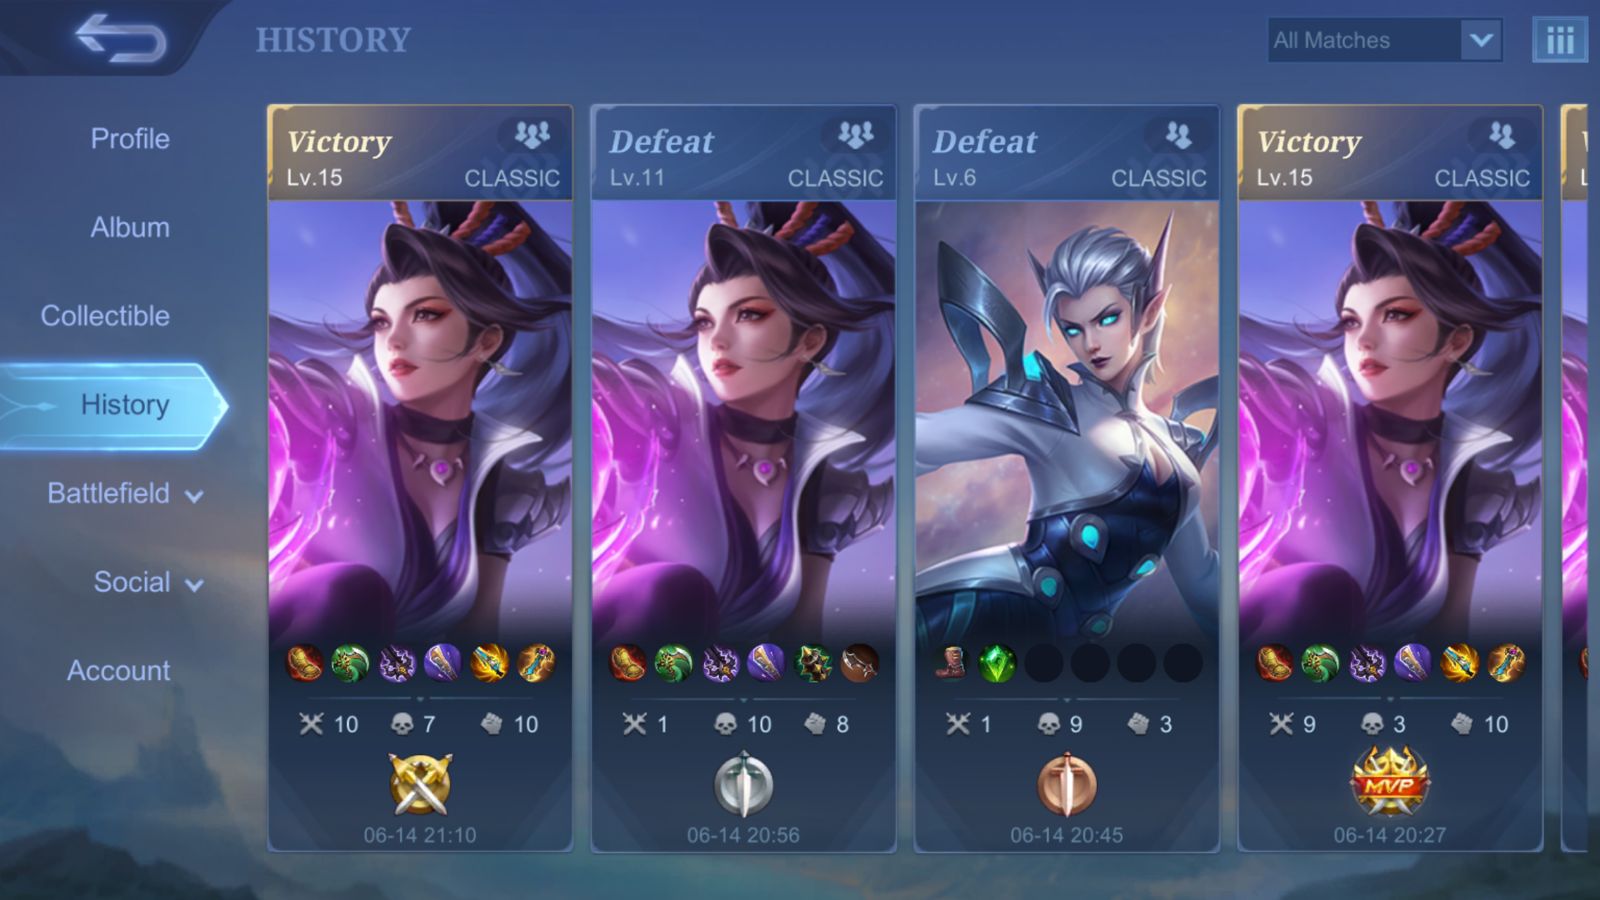 HISTORY
All Matches
Profile
Album
Collectible
History
Battlefield
Social
Account
Victory
Lv.15
CLASSIC
10 7 10
06-14 21:10
Defeat
Lv.11
CLASSIC
1 10 8
06-14 20:56
Defeat
Lv.6
CLASSIC
1 9 3
06-14 20:45
Victory
Lv.15
CLASSIC
9 3 10
MVP
06-14 20:27